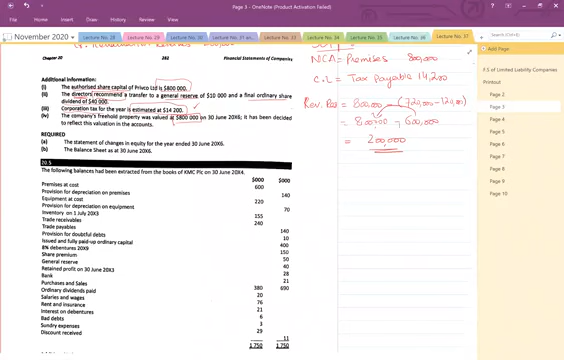 Page 3 - OneNote (Product Activation Failed)
File
Home
Insert
Draw
History
Review
View
November 2020
Lecture 28
Lecture 29
Lecture 30
Lecture 33
Lecture 34
Lecture 35
Lecture 36
Lecture 37
Search (Ctrl+E)
Chapter 20
282
Financial Statements of Companies
Additional Information:
(i) The authorised share capital of Privco Ltd is $800 000.
(ii) The directors recommend a transfer to a general reserve of $10 000 and a final ordinary share
dividend of $40 000.
(iii) Corporation tax for the year is estimated at $14 200.
(iv) The company's freehold property was valued at $800 000 on 30 June 20X6; it has been decided
to reflect this valuation in the accounts.
REQUIRED
(a) The statement of changes in equity for the year ended 30 June 20X6.
(b) The Balance Sheet as at 30 June 20X6.
20.5
The following balances had been extracted from the books of KMC Plc on 30 June 20X4.
$000 $000
Premises at cost 600
Provision for depreciation on premises 140
Equipment at cost 220
Provision for depreciation on equipment 70
Inventory on 1 July 20X3 155
Trade receivables 240
Trade payables 140
Provision for doubtful debts 10
Issued and fully paid-up ordinary capital 400
8% debentures 20X9 150
Share premium 50
General reserve 40
Retained profit on 30 June 20X3 28
Bank 21
Purchases and Sales 380 690
Ordinary dividends paid 20
Salaries and wages 76
Rent and insurance 21
Interest on debentures 6
Bad debts 3
Sundry expenses 29
Discount received 11
1 750 1 750
NCA = Premises 800,000
C.L = Tax Payable 14,200
Rev. Res = 800,000 - (720,000 - 120,000)
= 800,000 - 600,000
= 200,000
Add Page
F.S of Limited Liability Companies
Printout
Page 2
Page 3
Page 4
Page 5
Page 6
Page 7
Page 8
Page 9
Page 10